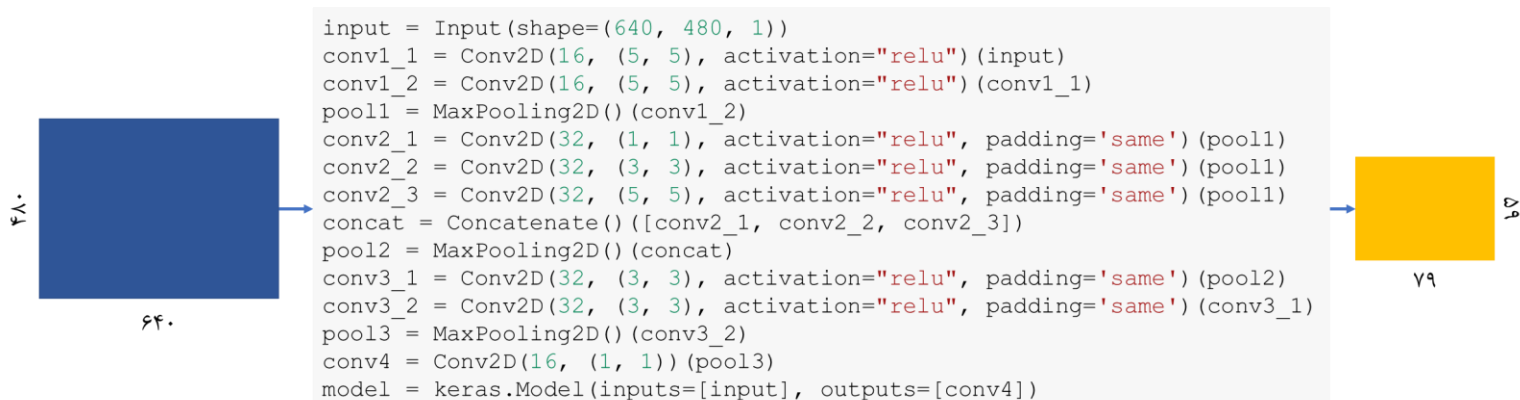 input = Input(shape=(640, 480, 1))
conv1_1 = Conv2D(16, (5, 5), activation="relu")(input)
conv1_2 = Conv2D(16, (5, 5), activation="relu")(conv1_1)
pool1 = MaxPooling2D()(conv1_2)
conv2_1 = Conv2D(32, (1, 1), activation="relu", padding='same')(pool1)
conv2_2 = Conv2D(32, (3, 3), activation="relu", padding='same')(pool1)
conv2_3 = Conv2D(32, (5, 5), activation="relu", padding='same')(pool1)
concat = Concatenate()([conv2_1, conv2_2, conv2_3])
pool2 = MaxPooling2D()(concat)
conv3_1 = Conv2D(32, (3, 3), activation="relu", padding='same')(pool2)
conv3_2 = Conv2D(32, (3, 3), activation="relu", padding='same')(conv3_1)
pool3 = MaxPooling2D()(conv3_2)
conv4 = Conv2D(16, (1, 1))(pool3)
model = keras.Model(inputs=[input], outputs=[conv4])
۴۸۰
۶۴۰
۵۹
۷۹